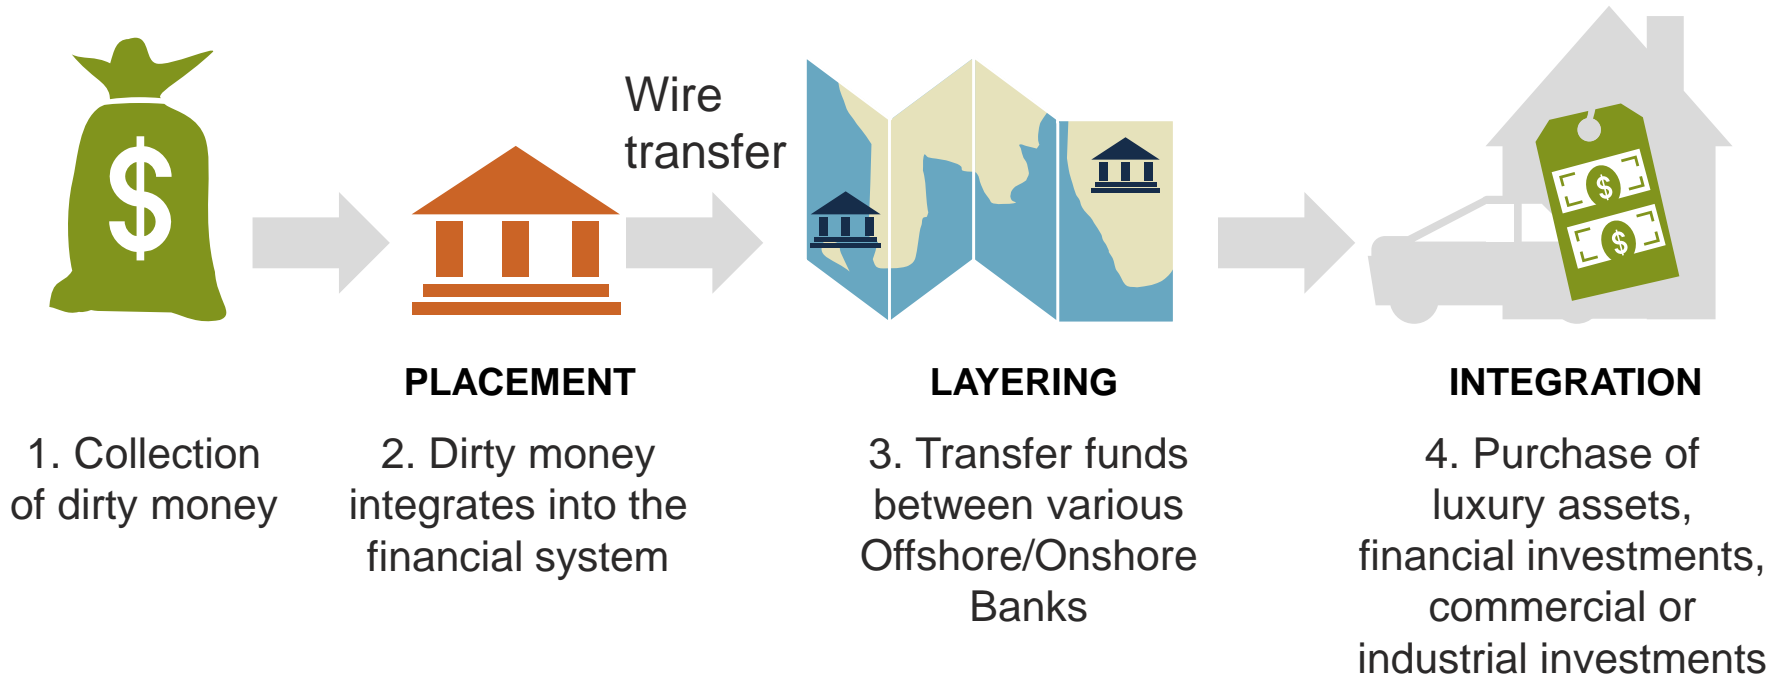 Wire
transfer
$
$
$
PLACEMENT
LAYERING
INTEGRATION
1. Collection
of dirty money
2. Dirty money
integrates into the
financial system
3. Transfer funds
between various
Offshore/Onshore
Banks
4. Purchase of
luxury assets,
financial investments,
commercial or
industrial investments